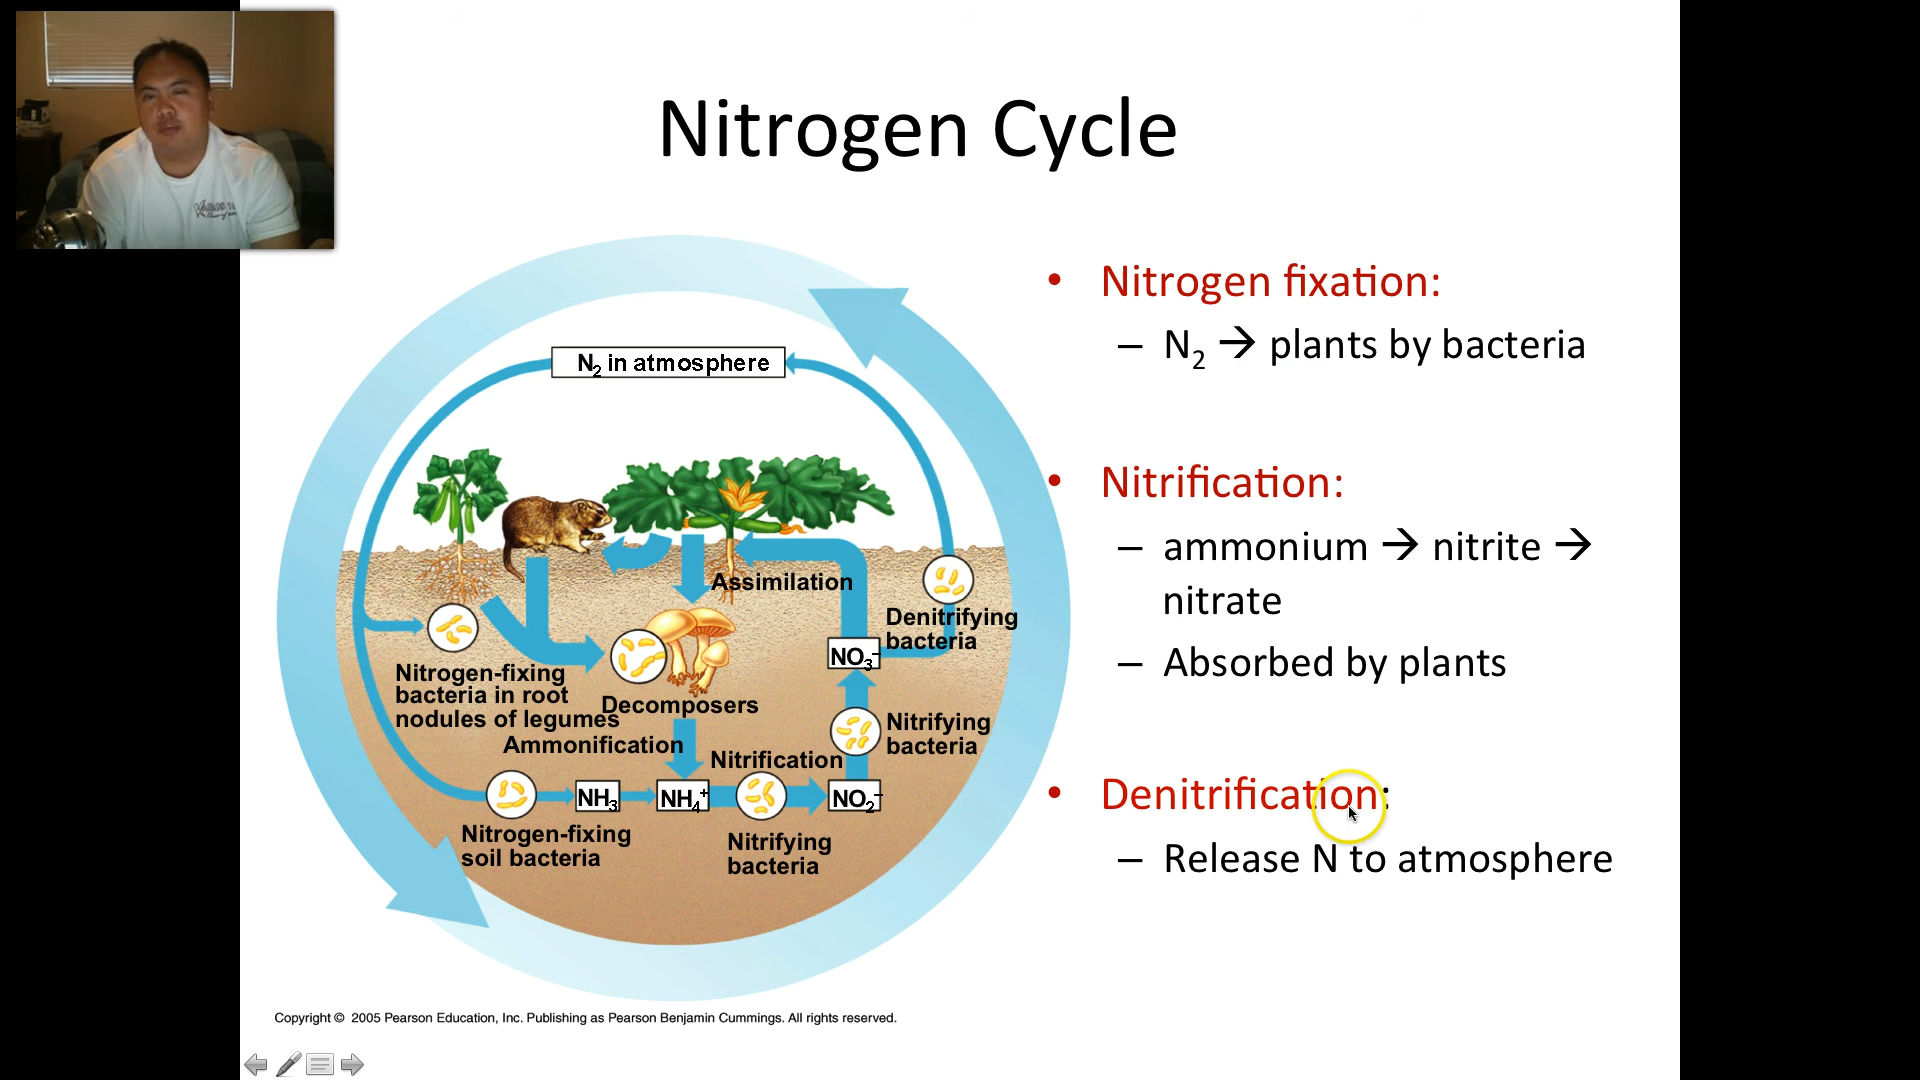 Nitrogen Cycle
N₂ in atmosphere
Assimilation
Denitrifying
bacteria
NO₃⁻
Nitrogen-fixing
bacteria in root
nodules of legumes
Decomposers
Ammonification
Nitrification
Nitrifying
bacteria
NH₃
NH₄⁺
NO₂⁻
Nitrogen-fixing
soil bacteria
Nitrifying
bacteria
• Nitrogen fixation:
– N₂ → plants by bacteria
• Nitrification:
– ammonium → nitrite →
nitrate
– Absorbed by plants
• Denitrification:
– Release N to atmosphere
Copyright © 2005 Pearson Education, Inc. Publishing as Pearson Benjamin Cummings. All rights reserved.